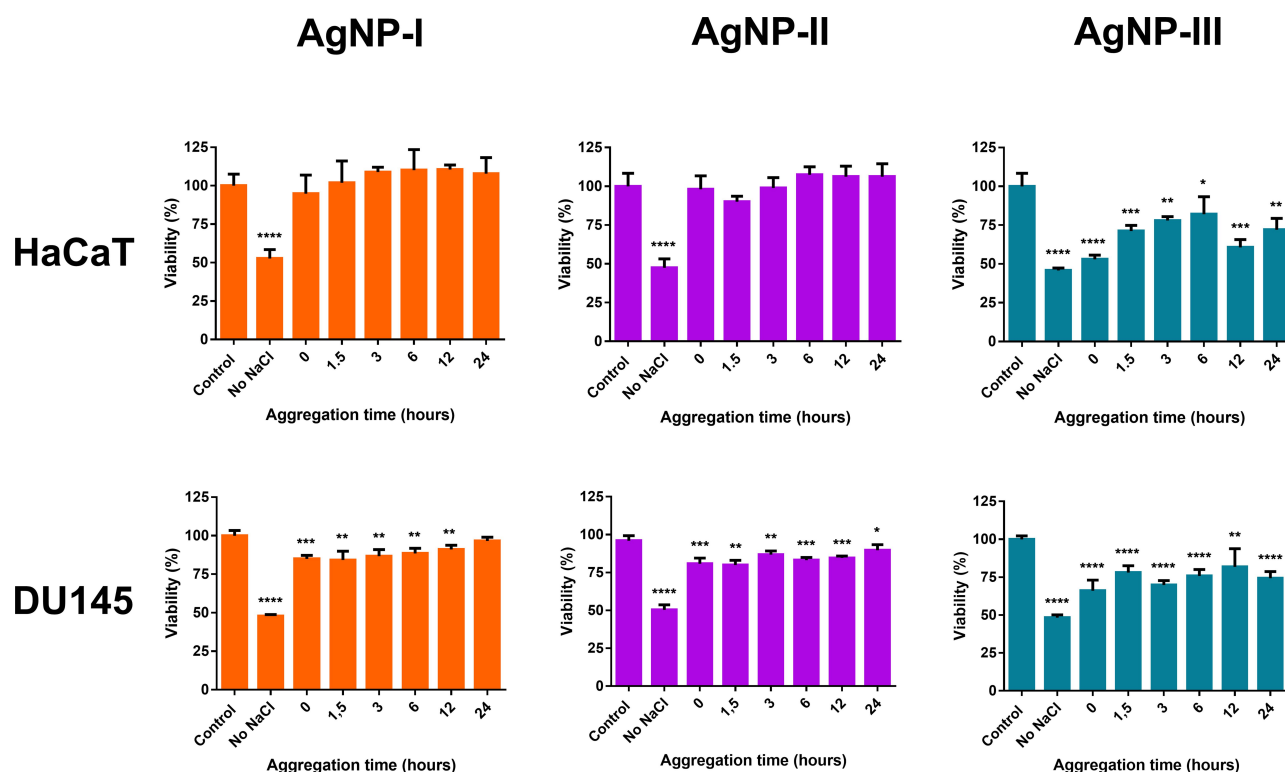 AgNP-I
AgNP-II
AgNP-III
HaCaT
Viability (%)
125
100
75
50
25
0
****
Control
No NaCl
0
1.5
3
6
12
24
Aggregation time (hours)
Viability (%)
125
100
75
50
25
0
****
Control
No NaCl
0
1.5
3
6
12
24
Aggregation time (hours)
Viability (%)
125
100
75
50
25
0
**** **** *** ** * *** **
Control
No NaCl
0
1.5
3
6
12
24
Aggregation time (hours)
DU145
Viability (%)
125
100
75
50
25
0
**** *** ** ** ** **
Control
No NaCl
0
1,5
3
6
12
24
Aggregation time (hours)
Viability (%)
125
100
75
50
25
0
**** *** ** ** *** *** *
Control
No NaCl
0
1,5
3
6
12
24
Aggregation time (hours)
Viability (%)
125
100
75
50
25
0
**** **** **** **** **** ** ****
Control
No NaCl
0
1,5
3
6
12
24
Aggregation time (hours)